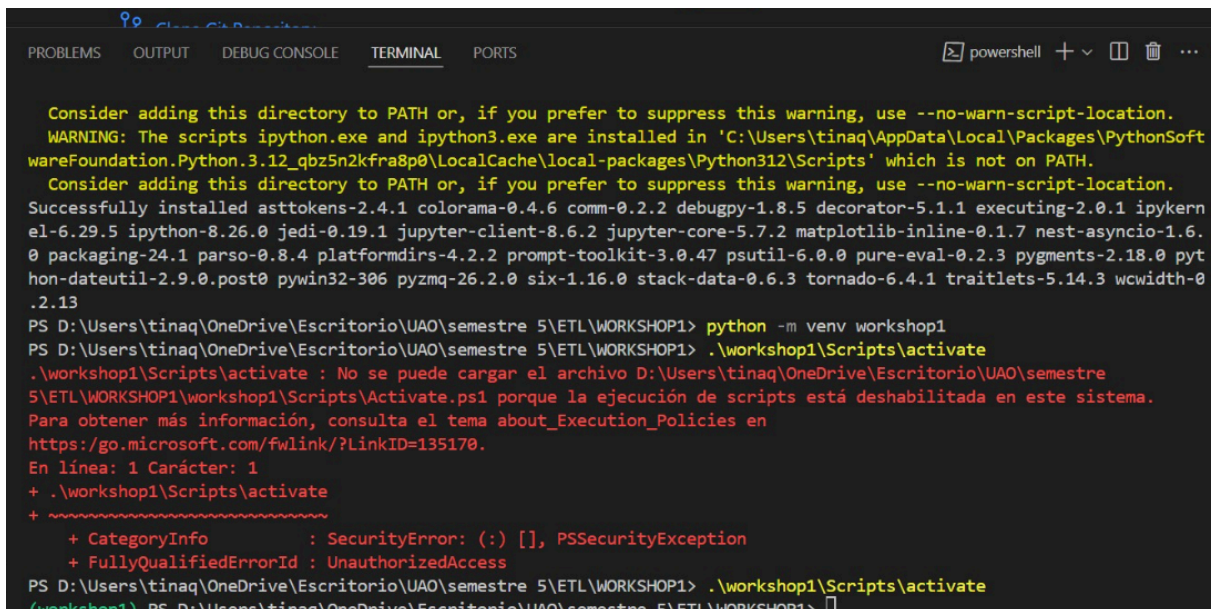 Clone Git Repository
PROBLEMS OUTPUT DEBUG CONSOLE TERMINAL PORTS powershell
Consider adding this directory to PATH or, if you prefer to suppress this warning, use --no-warn-script-location.
WARNING: The scripts ipython.exe and ipython3.exe are installed in 'C:\Users\tinaq\AppData\Local\Packages\PythonSoft
wareFoundation.Python.3.12_qbz5n2kfra8p0\LocalCache\local-packages\Python312\Scripts' which is not on PATH.
Consider adding this directory to PATH or, if you prefer to suppress this warning, use --no-warn-script-location.
Successfully installed asttokens-2.4.1 colorama-0.4.6 comm-0.2.2 debugpy-1.8.5 decorator-5.1.1 executing-2.0.1 ipykern
el-6.29.5 ipython-8.26.0 jedi-0.19.1 jupyter-client-8.6.2 jupyter-core-5.7.2 matplotlib-inline-0.1.7 nest-asyncio-1.6.
0 packaging-24.1 parso-0.8.4 platformdirs-4.2.2 prompt-toolkit-3.0.47 psutil-6.0.0 pure-eval-0.2.3 pygments-2.18.0 pyt
hon-dateutil-2.9.0.post0 pywin32-306 pyzmq-26.2.0 six-1.16.0 stack-data-0.6.3 tornado-6.4.1 traitlets-5.14.3 wcwidth-0
.2.13
PS D:\Users\tinaq\OneDrive\Escritorio\UAO\semestre 5\ETL\WORKSHOP1> python -m venv workshop1
PS D:\Users\tinaq\OneDrive\Escritorio\UAO\semestre 5\ETL\WORKSHOP1> .\workshop1\Scripts\activate
.\workshop1\Scripts\activate : No se puede cargar el archivo D:\Users\tinaq\OneDrive\Escritorio\UAO\semestre
5\ETL\WORKSHOP1\workshop1\Scripts\Activate.ps1 porque la ejecución de scripts está deshabilitada en este sistema.
Para obtener más información, consulta el tema about_Execution_Policies en
https:/go.microsoft.com/fwlink/?LinkID=135170.
En línea: 1 Carácter: 1
+ .\workshop1\Scripts\activate
+ ~~~~~~~~~~~~~~~~~~~~~~~~~~~~
+ CategoryInfo : SecurityError: (:) [], PSSecurityException
+ FullyQualifiedErrorId : UnauthorizedAccess
PS D:\Users\tinaq\OneDrive\Escritorio\UAO\semestre 5\ETL\WORKSHOP1> .\workshop1\Scripts\activate
(workshop1) PS D:\Users\tinaq\OneDrive\Escritorio\UAO\semestre 5\ETL\WORKSHOP1>